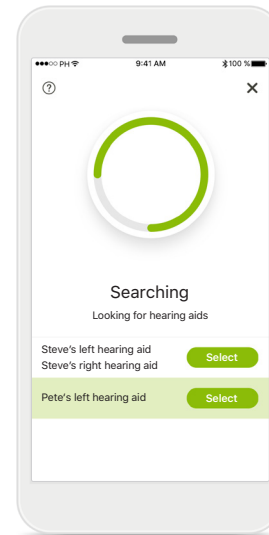 ●●●○○ PH 9:41 AM 100 %
?
Searching
Looking for hearing aids
Steve's left hearing aid
Steve's right hearing aid
Select
Pete's left hearing aid Select